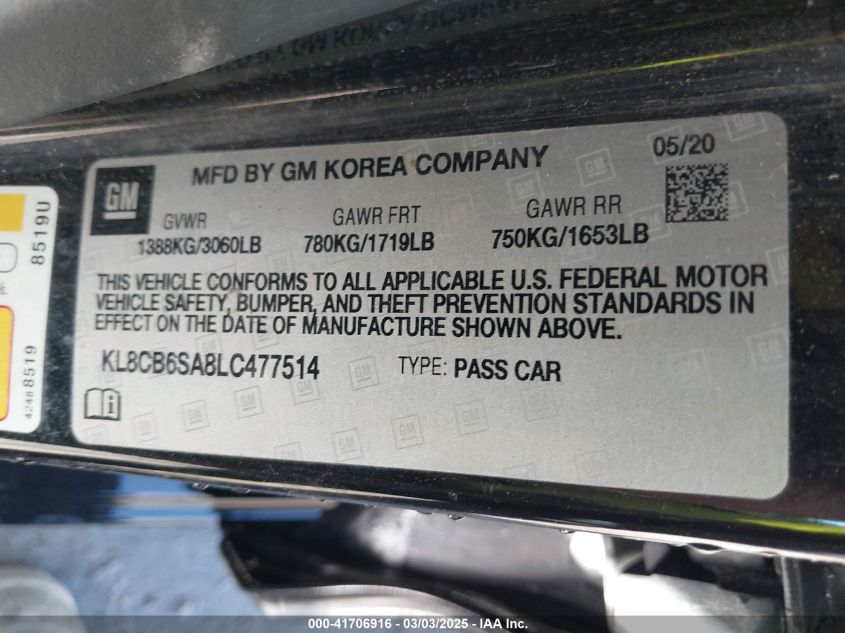 GM
MFD BY GM KOREA COMPANY
05/20
GVWR
1388KG/3060LB
GAWR FRT
780KG/1719LB
GAWR RR
750KG/1653LB
THIS VEHICLE CONFORMS TO ALL APPLICABLE U.S. FEDERAL MOTOR
VEHICLE SAFETY, BUMPER, AND THEFT PREVENTION STANDARDS IN
EFFECT ON THE DATE OF MANUFACTURE SHOWN ABOVE.
KL8CB6SA8LC477514
TYPE: PASS CAR
8519U
42488519
000-41706916 - 03/03/2025 - IAA Inc.